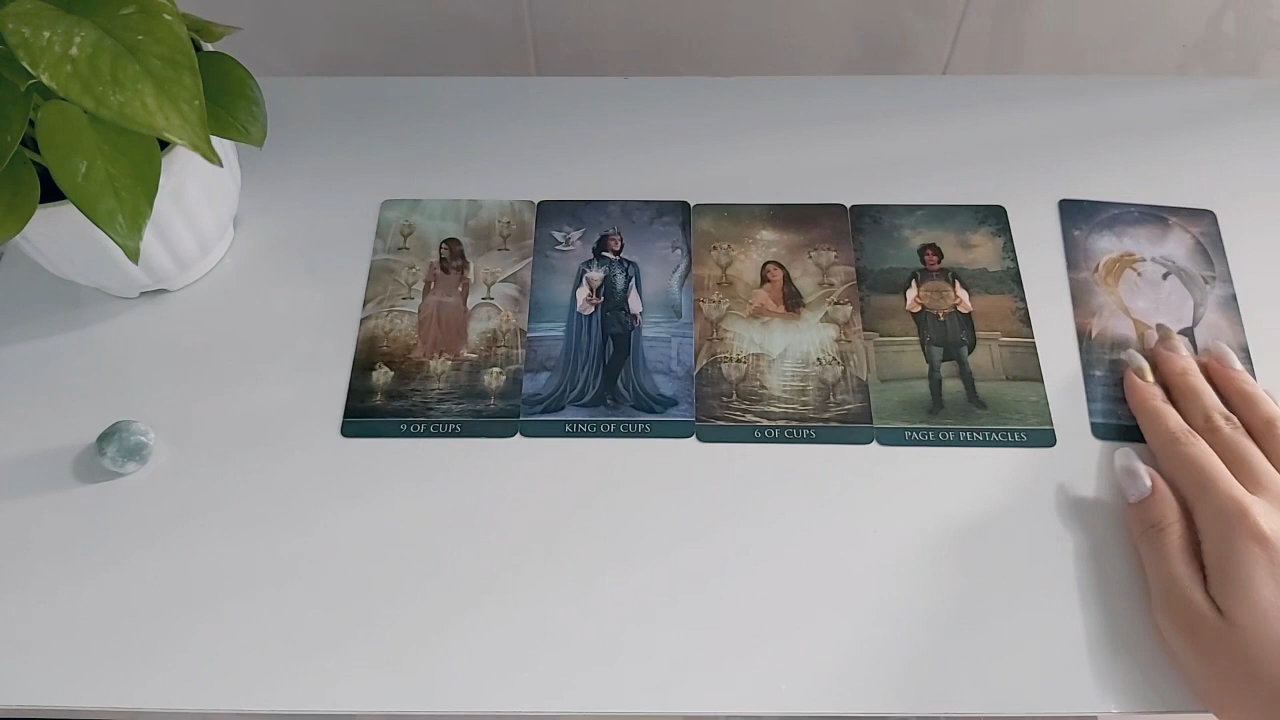 9 OF CUPS
KING OF CUPS
6 OF CUPS
PAGE OF PENTACLES